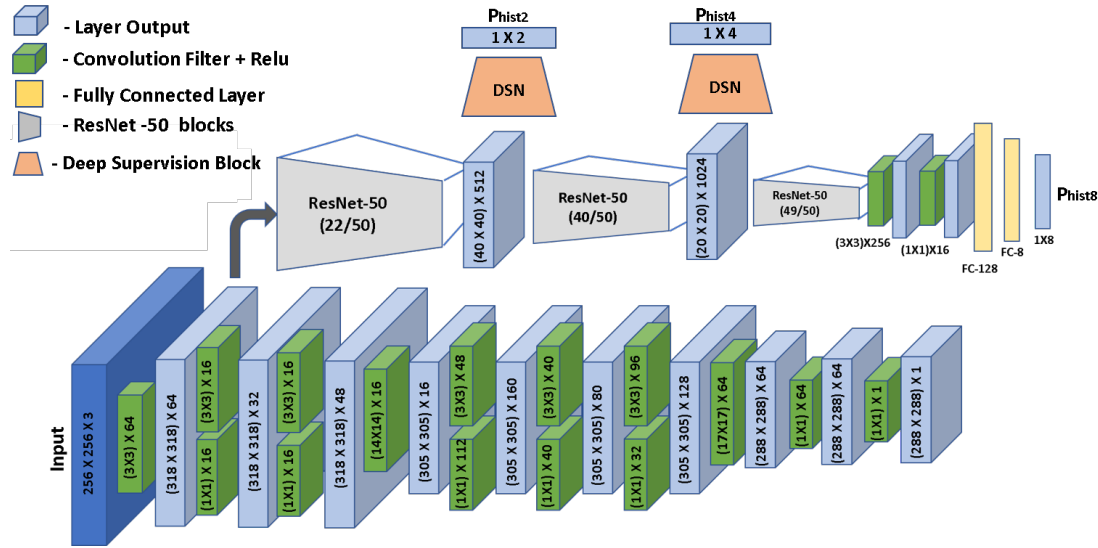 - Layer Output
- Convolution Filter + Relu
- Fully Connected Layer
- ResNet -50 blocks
- Deep Supervision Block
Phist2
1 X 2
DSN
Phist4
1 X 4
DSN
ResNet-50
(22/50)
(40 X 40) X 512
ResNet-50
(40/50)
(20 X 20) X 1024
ResNet-50
(49/50)
(3X3)X256
(1X1)X16
FC-128
FC-8
1X8
Phist8
Input
256 X 256 X 3
(3X3) X 64
(318 X 318) X 64
(3X3) X 16
(1X1) X 16
(318 X 318) X 32
(3X3) X 16
(1X1) X 16
(318 X 318) X 48
(14X14) X 16
(305 X 305) X 16
(3X3) X 48
(1X1) X 112
(305 X 305) X 160
(3X3) X 40
(1X1) X 40
(305 X 305) X 80
(3X3) X 96
(1X1) X 32
(305 X 305) X 128
(17X17) X 64
(288 X 288) X 64
(1X1) X 64
(288 X 288) X 64
(1X1) X 1
(288 X 288) X 1